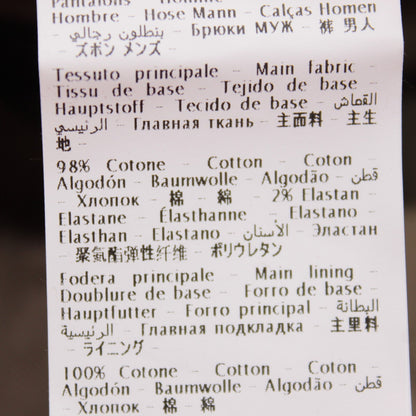 Pantalons Homme
Hombre – Hose Mann – Calças Homen
– بنطلون رجالي – Брюки МУЖ – 裤 男人
– ズボン メンズ –
Tessuto principale – Main fabric –
Tissu de base – Tejido de base –
Hauptstoff – Tecido de base – القماش
الرئيسي – Главная ткань – 主面料 – 主生
地 –
98% Cotone – Cotton – Coton –
Algodón – Baumwolle – Algodão – قطن
– Хлопок – 棉 – 綿 – 2% Elastan –
Elastane – Élasthanne – Elastano –
Elasthan – Elastano – الأستان – Эластан
– 聚氨酯弹性纤维 – ポリウレタン
Fodera principale – Main lining –
Doublure de base – Forro de base –
Hauptfutter – Forro principal – البطانة
الرئيسية – Главная подкладка – 主里料
– ライニング –
100% Cotone – Cotton – Coton –
Algodón – Baumwolle – Algodão – قطن
– Хлопок – 棉 – 綿